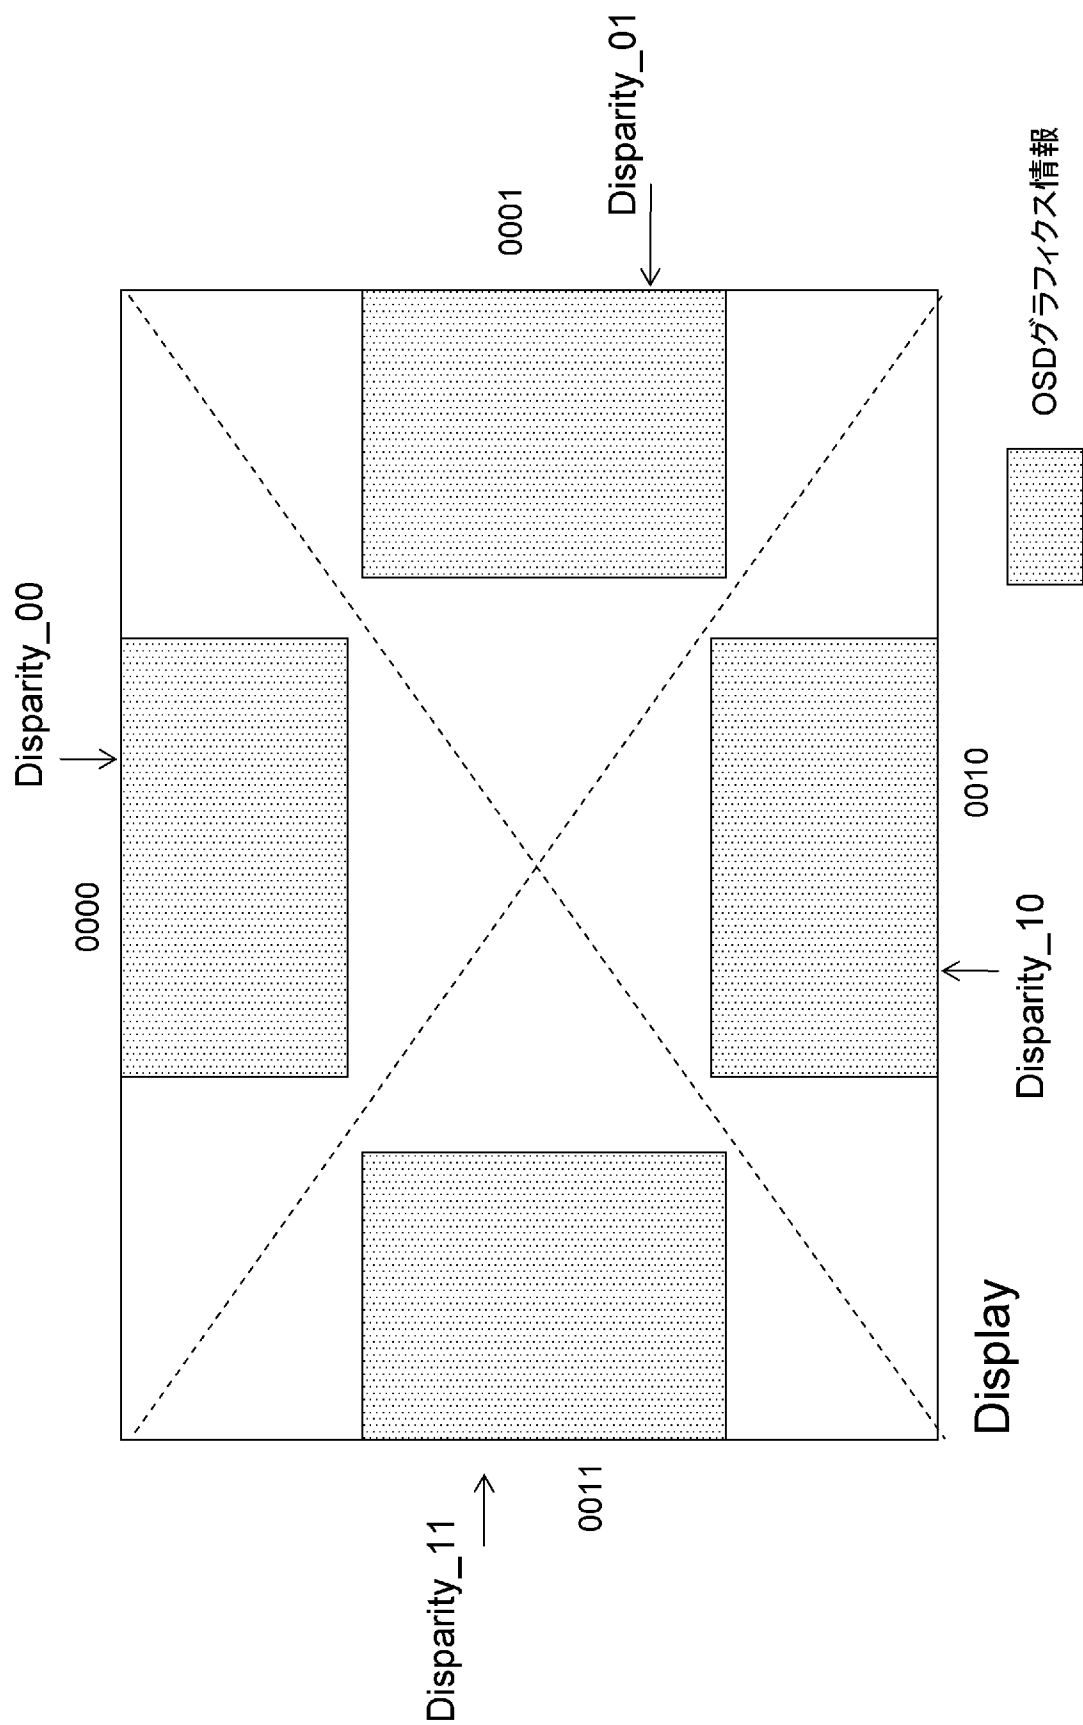 Disparity_00
0000
Disparity_11
0001
0011
Disparity_01
0010
Display
Disparity_10
OSDグラフィクス情報